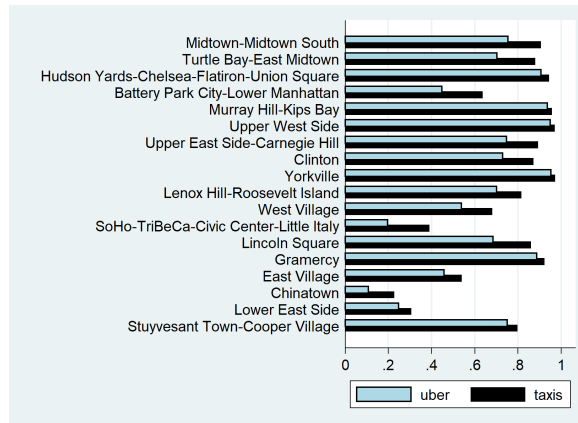 Midtown-Midtown South
Turtle Bay-East Midtown
Hudson Yards-Chelsea-Flatiron-Union Square
Battery Park City-Lower Manhattan
Murray Hill-Kips Bay
Upper West Side
Upper East Side-Carnegie Hill
Clinton
Yorkville
Lenox Hill-Roosevelt Island
West Village
SoHo-TriBeCa-Civic Center-Little Italy
Lincoln Square
Gramercy
East Village
Chinatown
Lower East Side
Stuyvesant Town-Cooper Village
0 .2 .4 .6 .8 1
uber taxis